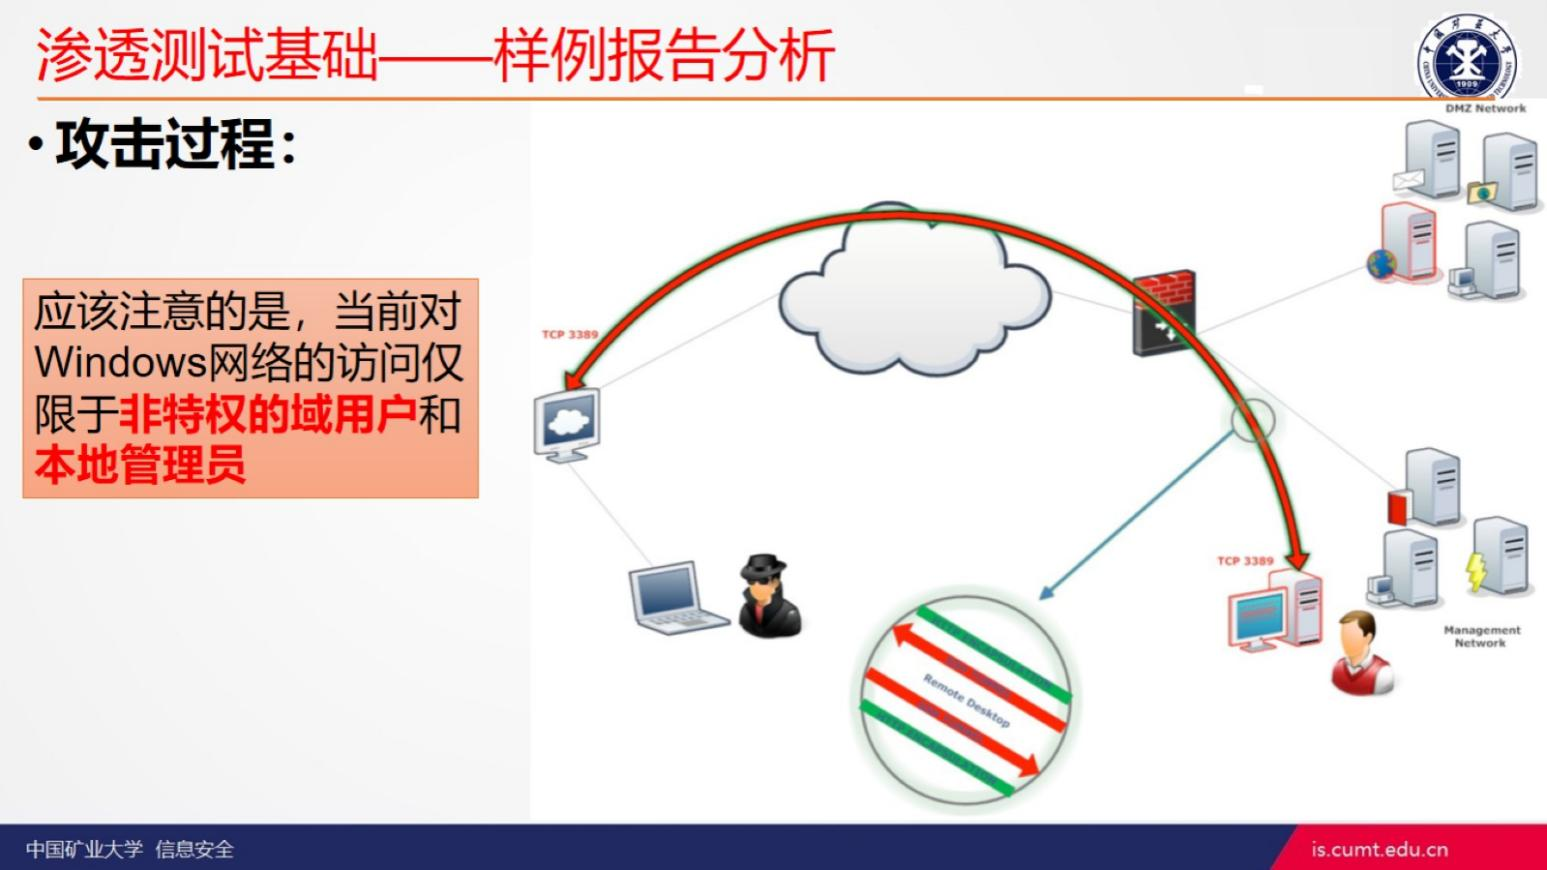 渗透测试基础——样例报告分析
•攻击过程：
应该注意的是，当前对
Windows网络的访问仅
限于非特权的域用户和
本地管理员
DMZ Network
TCP 3389
TCP 3389
Management
Network
Remote Desktop
1909
中国矿业大学 信息安全
is.cumt.edu.cn